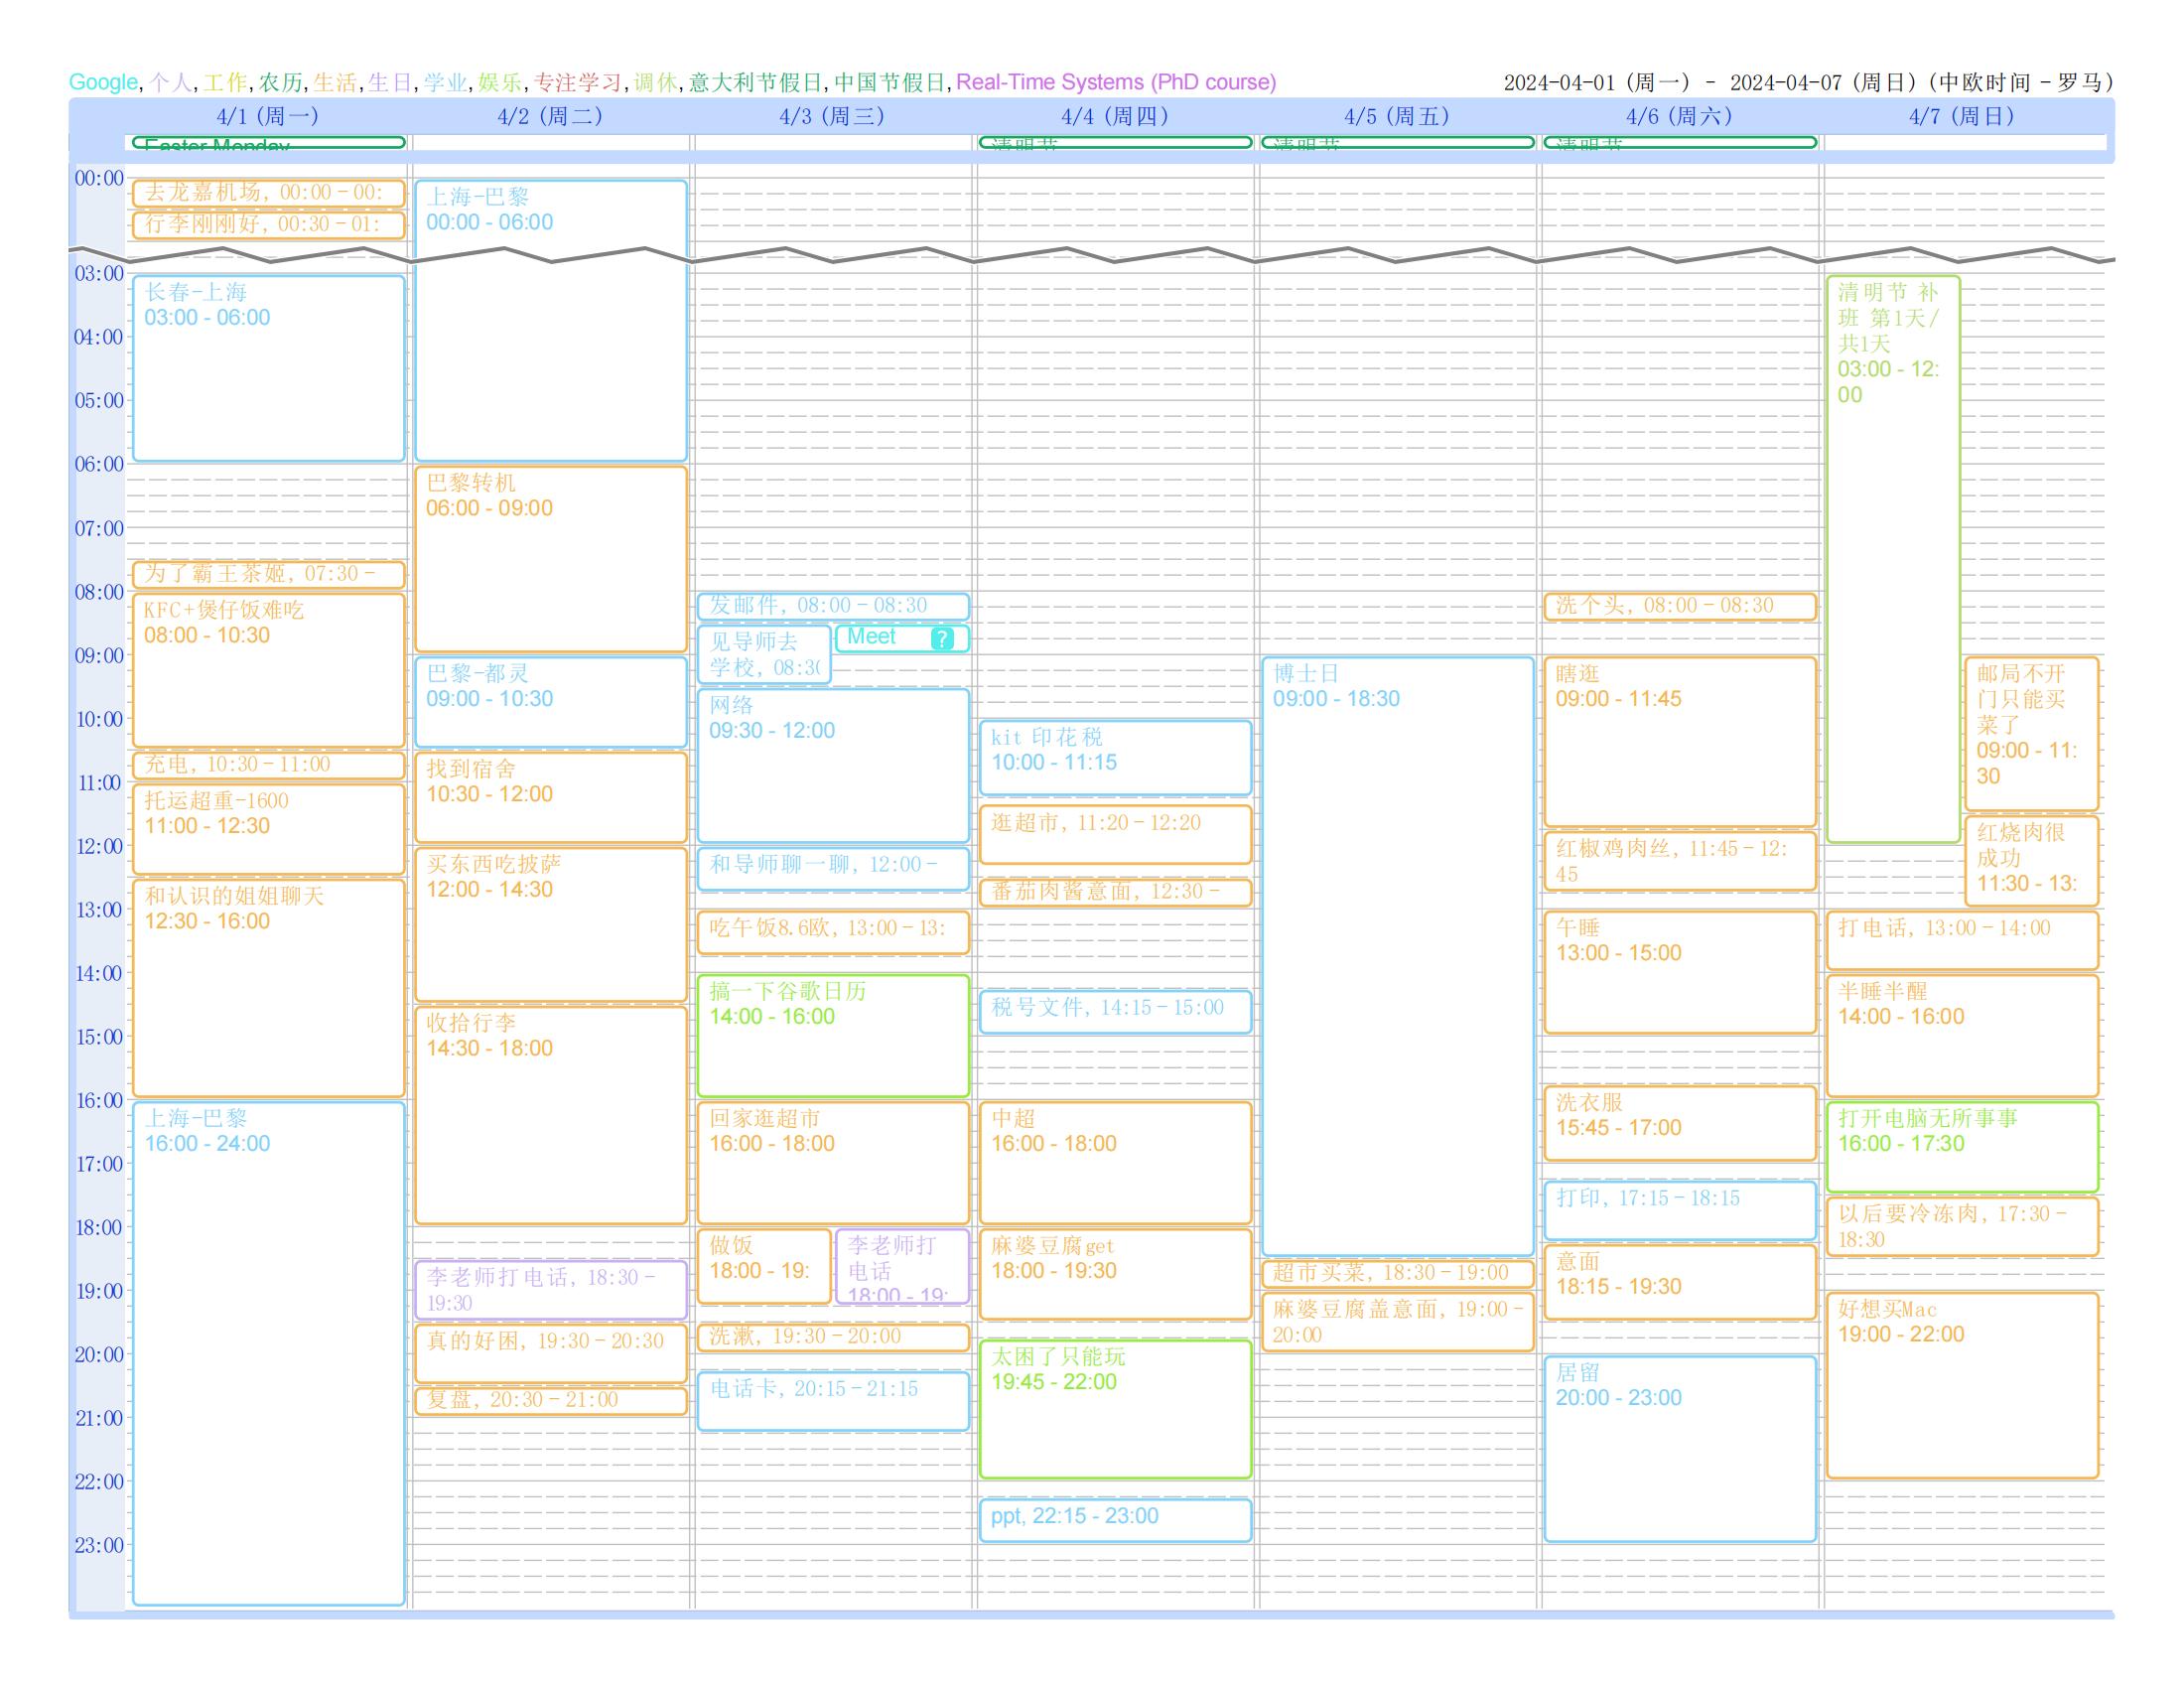 Google, 个人, 工作, 农历, 生活, 生日, 学业, 娱乐, 专注学习, 调休, 意大利节假日, 中国节假日, Real-Time Systems (PhD course)
2024-04-01 (周一) - 2024-04-07 (周日) (中欧时间 - 罗马)
4/1 (周一)
4/2 (周二)
4/3 (周三)
4/4 (周四)
4/5 (周五)
4/6 (周六)
4/7 (周日)
Easter Monday
清明节
清明节
清明节
00:00
03:00
04:00
05:00
06:00
07:00
08:00
09:00
10:00
11:00
12:00
13:00
14:00
15:00
16:00
17:00
18:00
19:00
20:00
21:00
22:00
23:00
去龙嘉机场, 00:00 - 00:
行李刚刚好, 00:30 - 01:
长春-上海
03:00 - 06:00
为了霸王茶姬, 07:30 -
KFC+煲仔饭难吃
08:00 - 10:30
充电, 10:30 - 11:00
托运超重-1600
11:00 - 12:30
和认识的姐姐聊天
12:30 - 16:00
上海-巴黎
16:00 - 24:00
上海-巴黎
00:00 - 06:00
巴黎转机
06:00 - 09:00
巴黎-都灵
09:00 - 10:30
找到宿舍
10:30 - 12:00
买东西吃披萨
12:00 - 14:30
收拾行李
14:30 - 18:00
李老师打电话, 18:30 -
19:30
真的好困, 19:30 - 20:30
复盘, 20:30 - 21:00
发邮件, 08:00 - 08:30
见导师去
学校, 08:30
Meet ?
网络
09:30 - 12:00
和导师聊一聊, 12:00 -
吃午饭8.6欧, 13:00 - 13:
搞一下谷歌日历
14:00 - 16:00
回家逛超市
16:00 - 18:00
做饭
18:00 - 19:
李老师打
电话
18:00 - 19:
洗漱, 19:30 - 20:00
电话卡, 20:15 - 21:15
kit 印花税
10:00 - 11:15
逛超市, 11:20 - 12:20
番茄肉酱意面, 12:30 -
税号文件, 14:15 - 15:00
中超
16:00 - 18:00
麻婆豆腐get
18:00 - 19:30
太困了只能玩
19:45 - 22:00
ppt, 22:15 - 23:00
博士日
09:00 - 18:30
超市买菜, 18:30 - 19:00
麻婆豆腐盖意面, 19:00 -
20:00
洗个头, 08:00 - 08:30
瞎逛
09:00 - 11:45
红椒鸡肉丝, 11:45 - 12:
45
午睡
13:00 - 15:00
洗衣服
15:45 - 17:00
打印, 17:15 - 18:15
意面
18:15 - 19:30
居留
20:00 - 23:00
清明节 补
班 第1天/
共1天
03:00 - 12:
00
邮局不开
门只能买
菜了
09:00 - 11:
30
红烧肉很
成功
11:30 - 13:
打电话, 13:00 - 14:00
半睡半醒
14:00 - 16:00
打开电脑无所事事
16:00 - 17:30
以后要冷冻肉, 17:30 -
18:30
好想买Mac
19:00 - 22:00